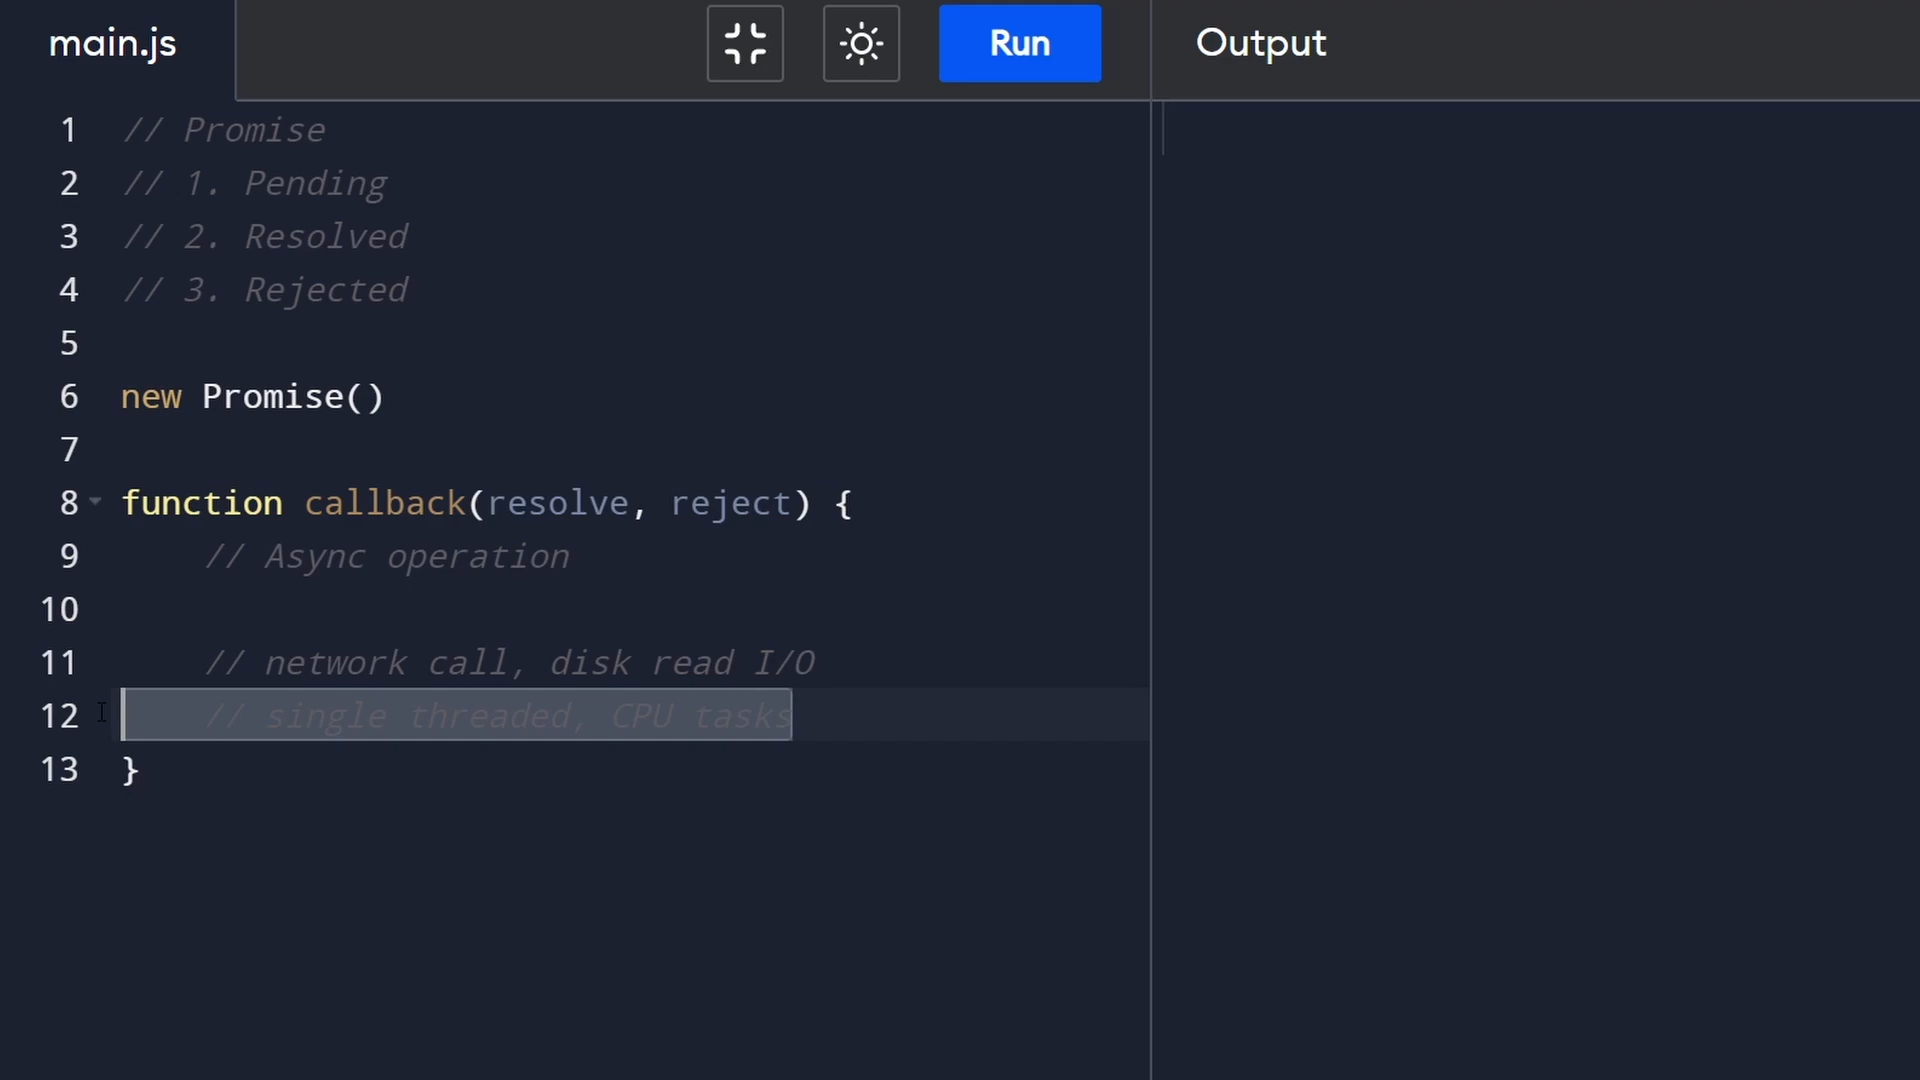 main.js
Run
Output
1 // Promise
2 // 1. Pending
3 // 2. Resolved
4 // 3. Rejected
5
6 new Promise()
7
8 function callback(resolve, reject) {
9 // Async operation
10
11 // network call, disk read I/O
12 // single threaded, CPU tasks
13 }